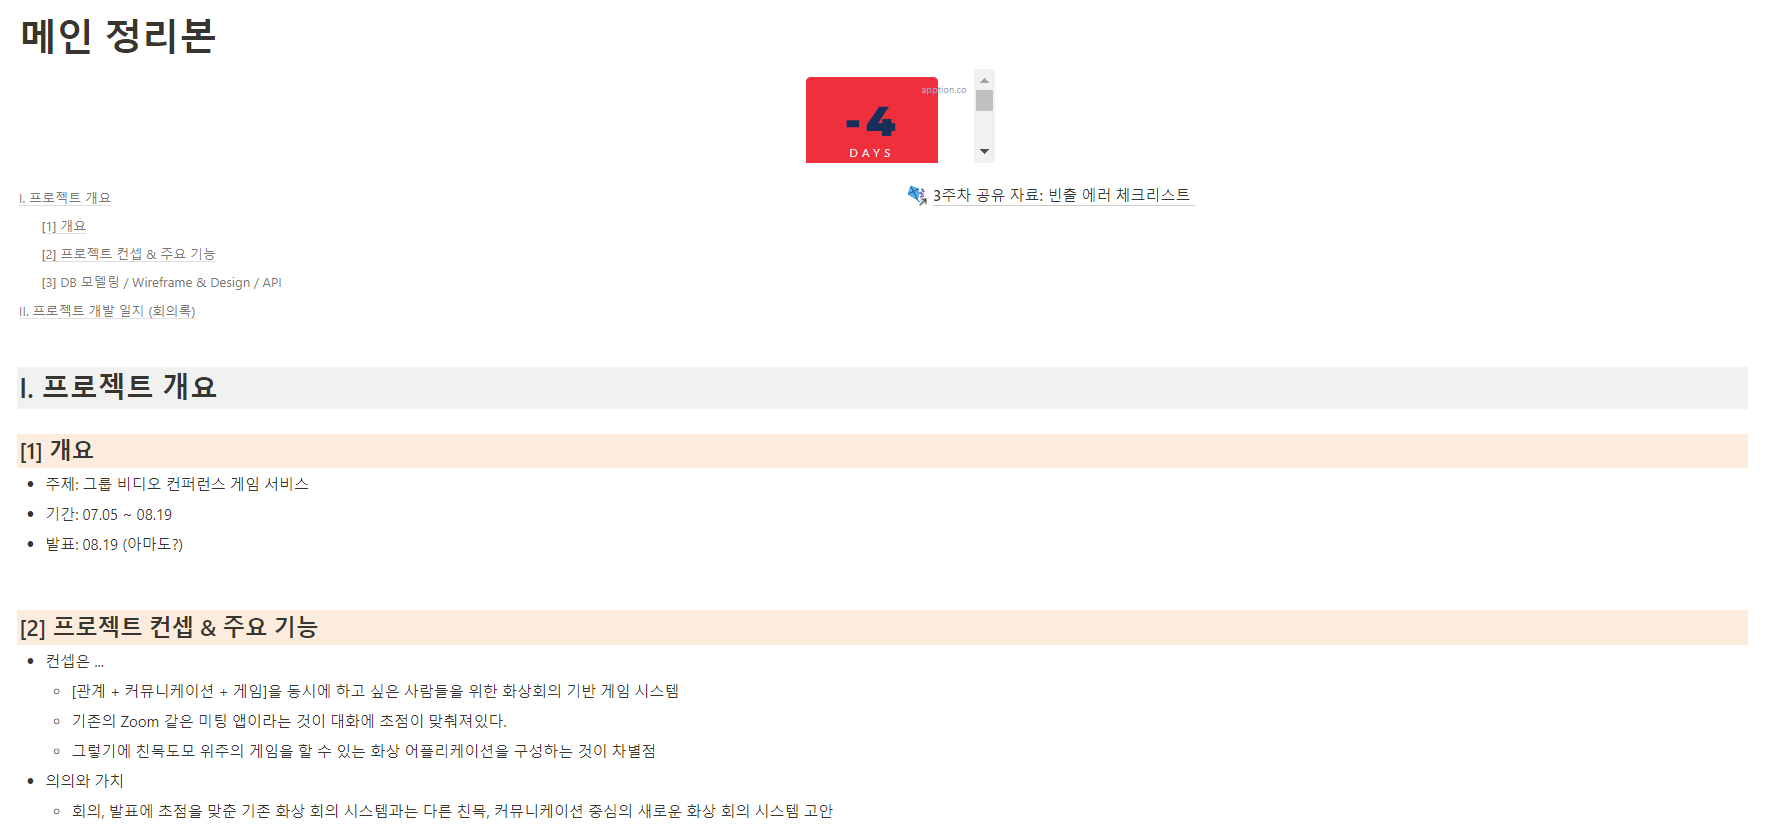 메인 정리본
apption.co
-4
DAYS
I. 프로젝트 개요
[1] 개요
[2] 프로젝트 컨셉 & 주요 기능
[3] DB 모델링 / Wireframe & Design / API
II. 프로젝트 개발 일지 (회의록)
3주차 공유 자료: 빈출 에러 체크리스트
I. 프로젝트 개요
[1] 개요
• 주제: 그룹 비디오 컨퍼런스 게임 서비스
• 기간: 07.05 ~ 08.19
• 발표: 08.19 (아마도?)
[2] 프로젝트 컨셉 & 주요 기능
• 컨셉은 ...
◦ [관계 + 커뮤니케이션 + 게임]을 동시에 하고 싶은 사람들을 위한 화상회의 기반 게임 시스템
◦ 기존의 Zoom 같은 미팅 앱이라는 것이 대화에 초점이 맞춰져있다.
◦ 그렇기에 친목도모 위주의 게임을 할 수 있는 화상 어플리케이션을 구성하는 것이 차별점
• 의의와 가치
◦ 회의, 발표에 초점을 맞춘 기존 화상 회의 시스템과는 다른 친목, 커뮤니케이션 중심의 새로운 화상 회의 시스템 고안